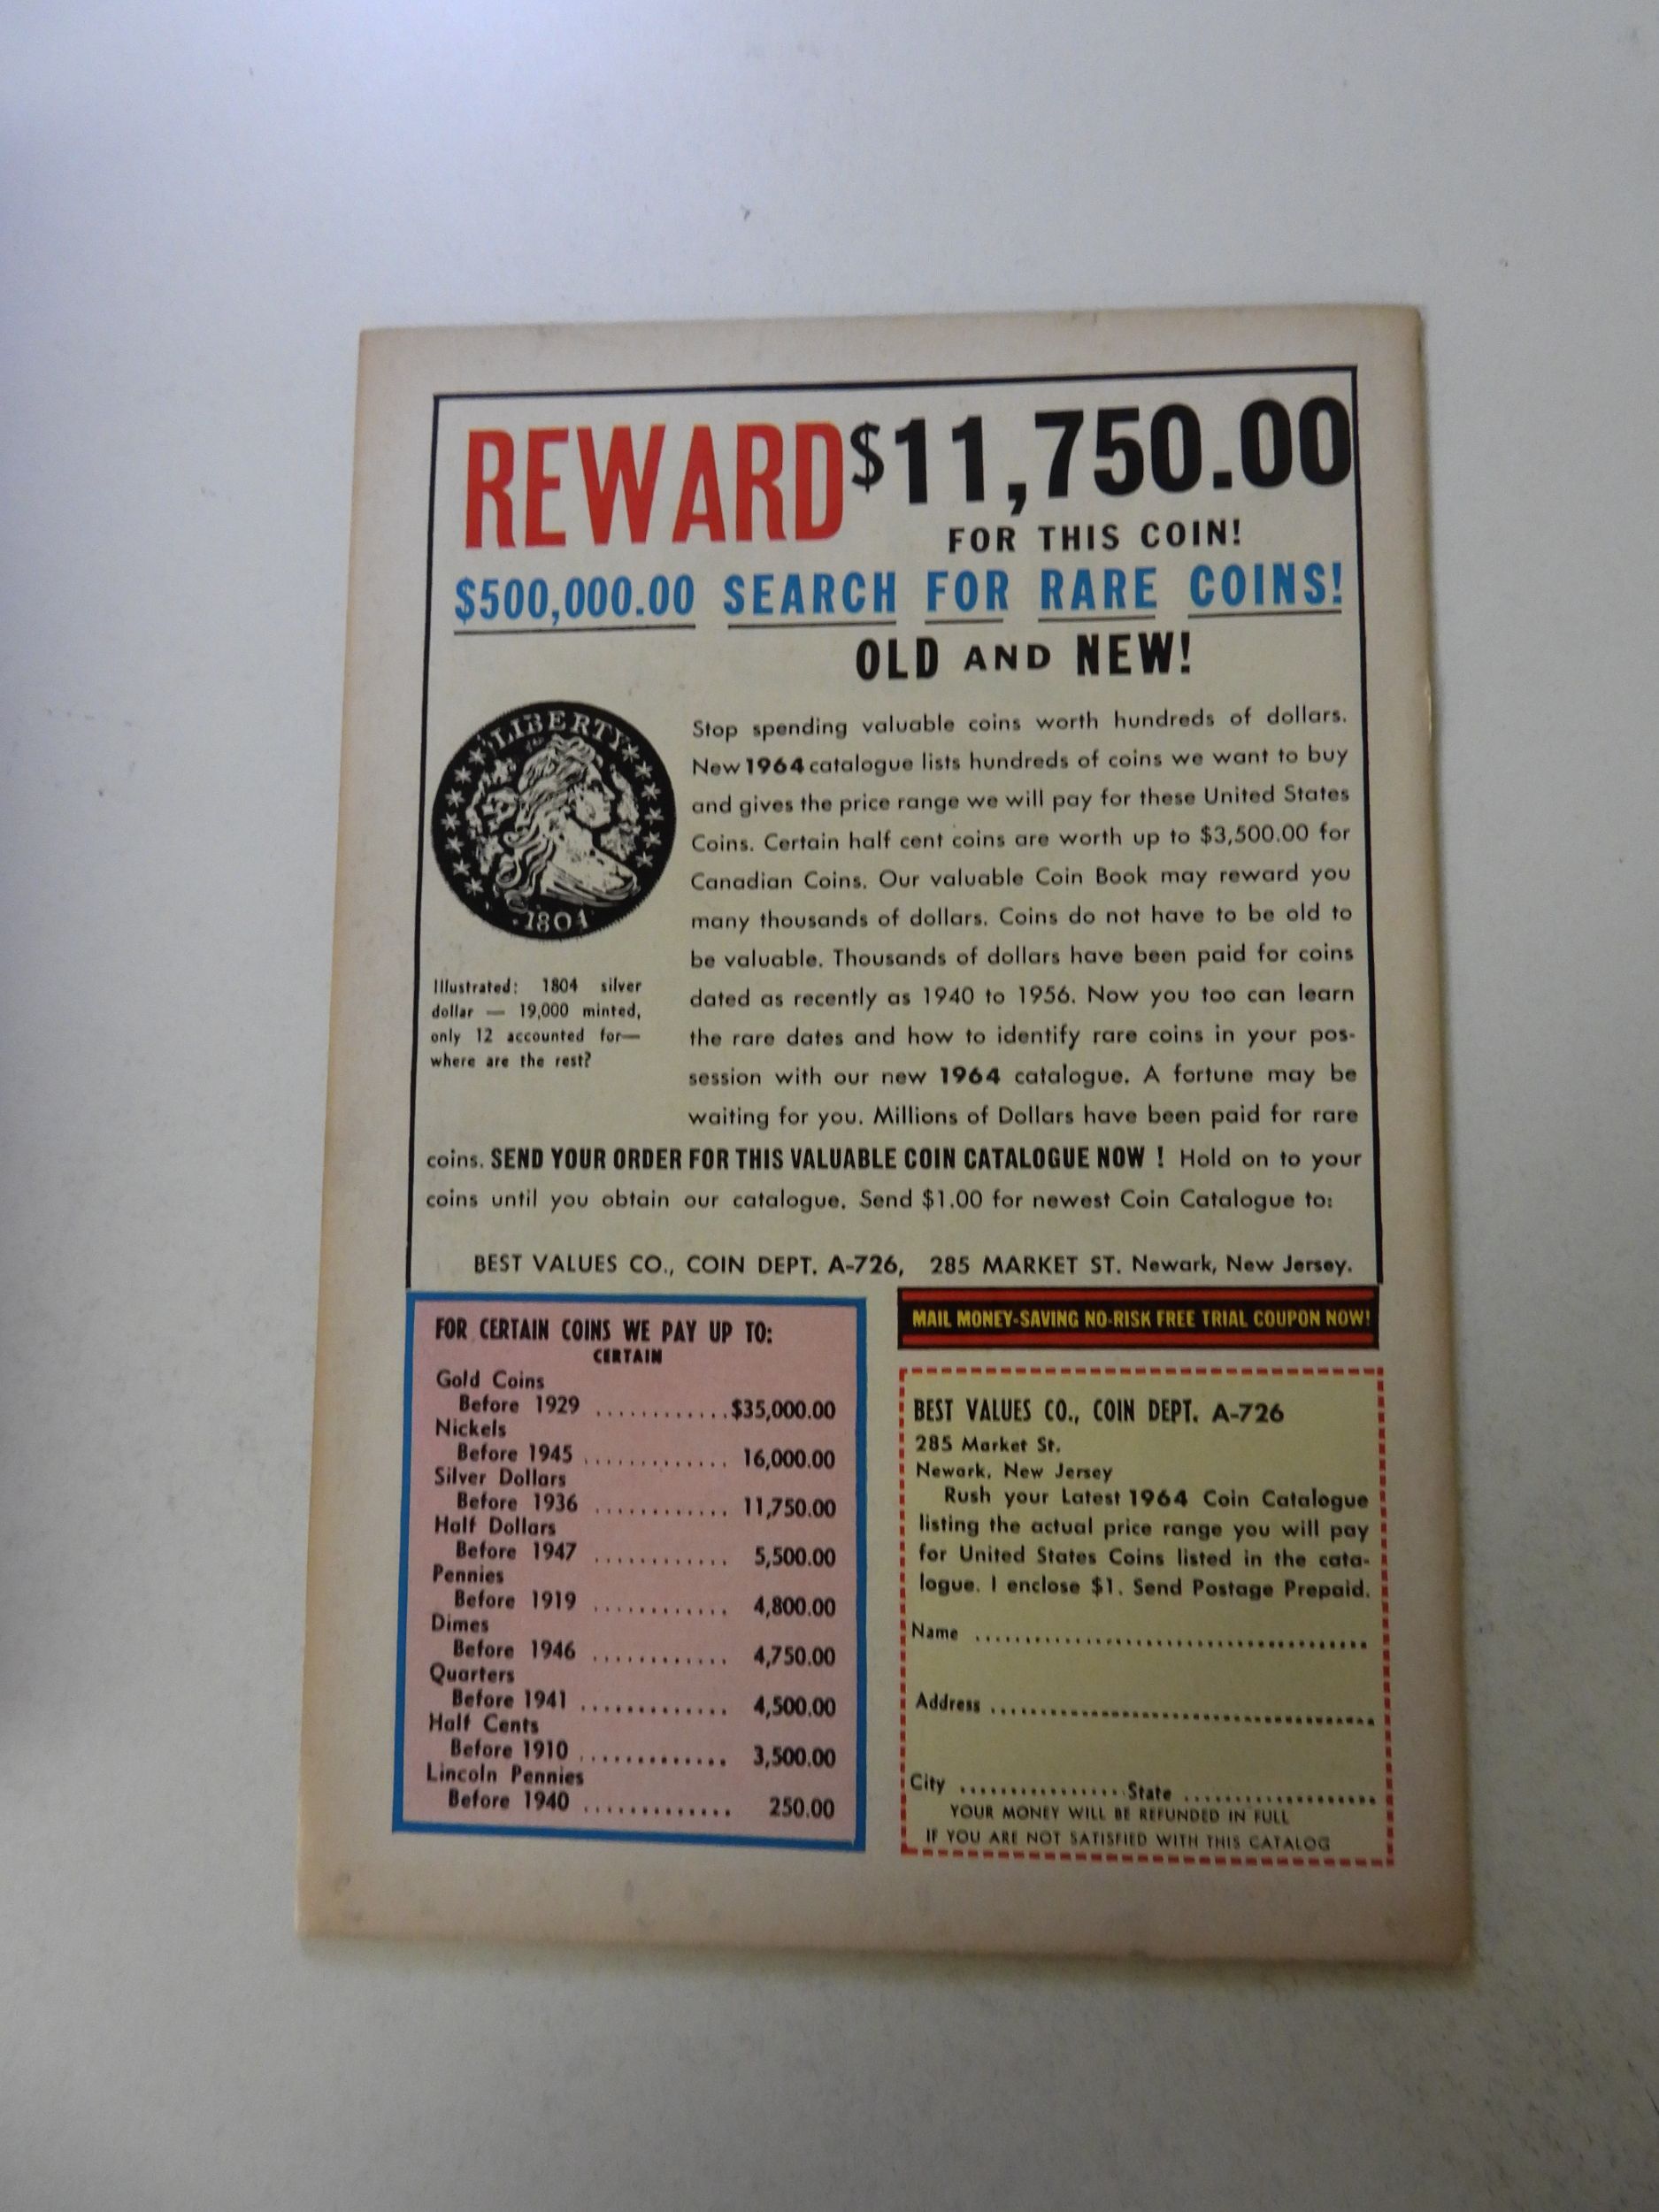 REWARD $11,750.00
FOR THIS COIN!
$500,000.00 SEARCH FOR RARE COINS!
OLD AND NEW!
LIBERTY
1804
Illustrated: 1804 silver
dollar — 19,000 minted,
only 12 accounted for—
where are the rest?
Stop spending valuable coins worth hundreds of dollars.
New 1964 catalogue lists hundreds of coins we want to buy
and gives the price range we will pay for these United States
Coins. Certain half cent coins are worth up to $3,500.00 for
Canadian Coins. Our valuable Coin Book may reward you
many thousands of dollars. Coins do not have to be old to
be valuable. Thousands of dollars have been paid for coins
dated as recently as 1940 to 1956. Now you too can learn
the rare dates and how to identify rare coins in your pos-
session with our new 1964 catalogue. A fortune may be
waiting for you. Millions of Dollars have been paid for rare
coins. SEND YOUR ORDER FOR THIS VALUABLE COIN CATALOGUE NOW ! Hold on to your
coins until you obtain our catalogue. Send $1.00 for newest Coin Catalogue to:
BEST VALUES CO., COIN DEPT. A-726, 285 MARKET ST. Newark, New Jersey.
FOR CERTAIN COINS WE PAY UP TO:
CERTAIN
Gold Coins
Before 1929 ............$35,000.00
Nickels
Before 1945 ............. 16,000.00
Silver Dollars
Before 1936 ............ 11,750.00
Half Dollars
Before 1947 ............ 5,500.00
Pennies
Before 1919 ............ 4,800.00
Dimes
Before 1946 ............ 4,750.00
Quarters
Before 1941 ............. 4,500.00
Half Cents
Before 1910 ............. 3,500.00
Lincoln Pennies
Before 1940 ............. 250.00
MAIL MONEY-SAVING NO-RISK FREE TRIAL COUPON NOW!
BEST VALUES CO., COIN DEPT. A-726
285 Market St.
Newark, New Jersey
Rush your Latest 1964 Coin Catalogue
listing the actual price range you will pay
for United States Coins listed in the cata-
logue. I enclose $1. Send Postage Prepaid.
Name ........................................
Address ........................................
City ................State ....................
YOUR MONEY WILL BE REFUNDED IN FULL
IF YOU ARE NOT SATISFIED WITH THIS CATALOG